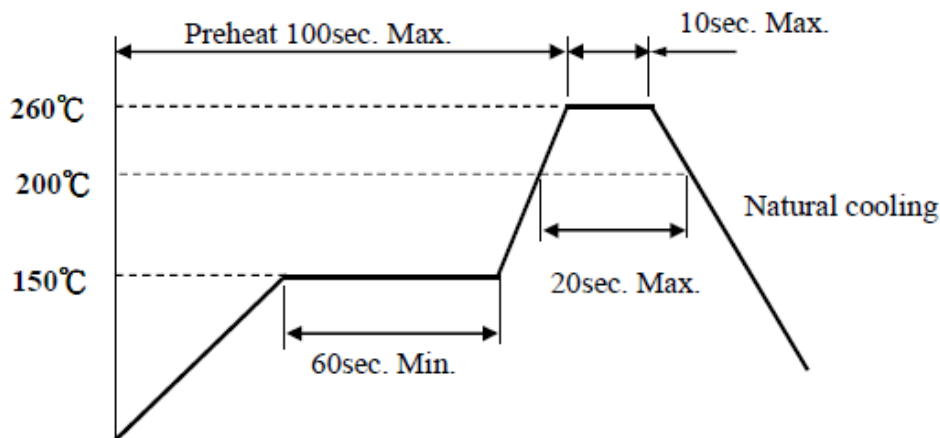 Preheat 100sec. Max.
10sec. Max.
260℃
200℃
Natural cooling
150℃
20sec. Max.
60sec. Min.